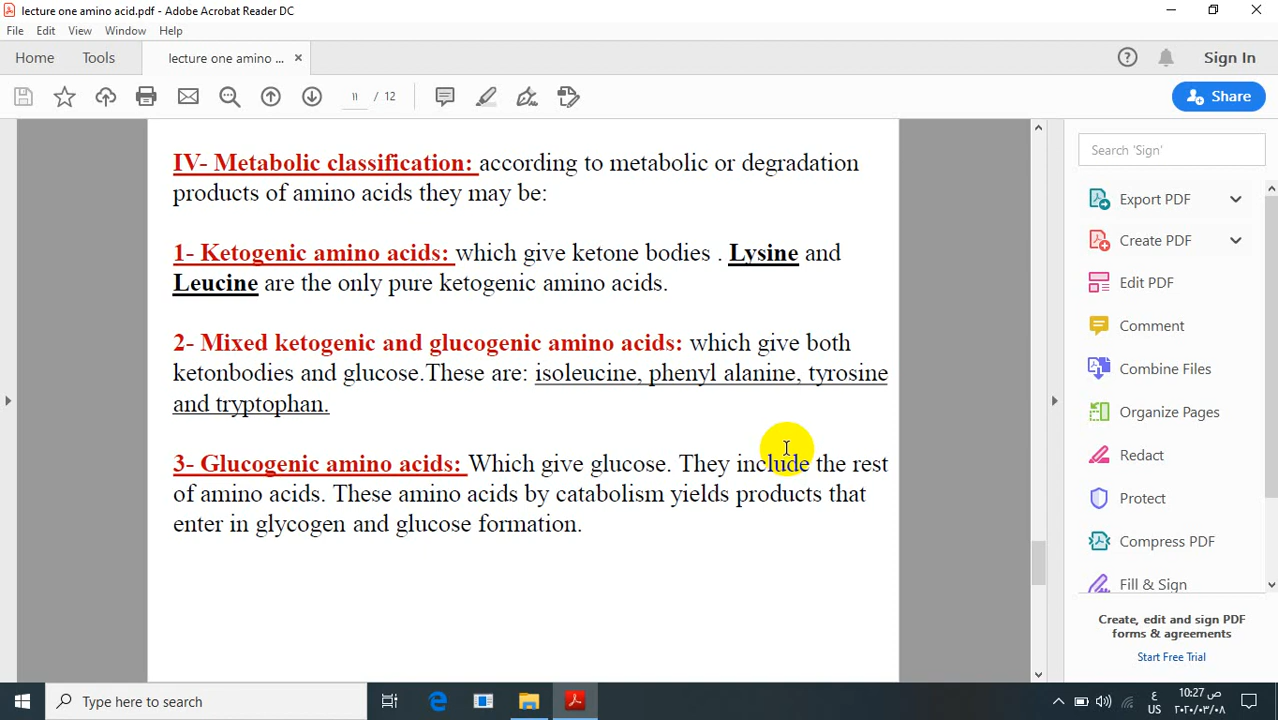 lecture one amino acid.pdf - Adobe Acrobat Reader DC
File Edit View Window Help
Home Tools lecture one amino ... × Sign In
١١ / 12 Share
IV- Metabolic classification: according to metabolic or degradation
products of amino acids they may be:
1- Ketogenic amino acids: which give ketone bodies . Lysine and
Leucine are the only pure ketogenic amino acids.
2- Mixed ketogenic and glucogenic amino acids: which give both
ketonbodies and glucose.These are: isoleucine, phenyl alanine, tyrosine
and tryptophan.
3- Glucogenic amino acids: Which give glucose. They include the rest
of amino acids. These amino acids by catabolism yields products that
enter in glycogen and glucose formation.
Search 'Sign'
Export PDF
Create PDF
Edit PDF
Comment
Combine Files
Organize Pages
Redact
Protect
Compress PDF
Fill & Sign
Create, edit and sign PDF
forms & agreements
Start Free Trial
Type here to search
ع
US
10:27 ص
٢٠٢٠/٠٣/٠٨